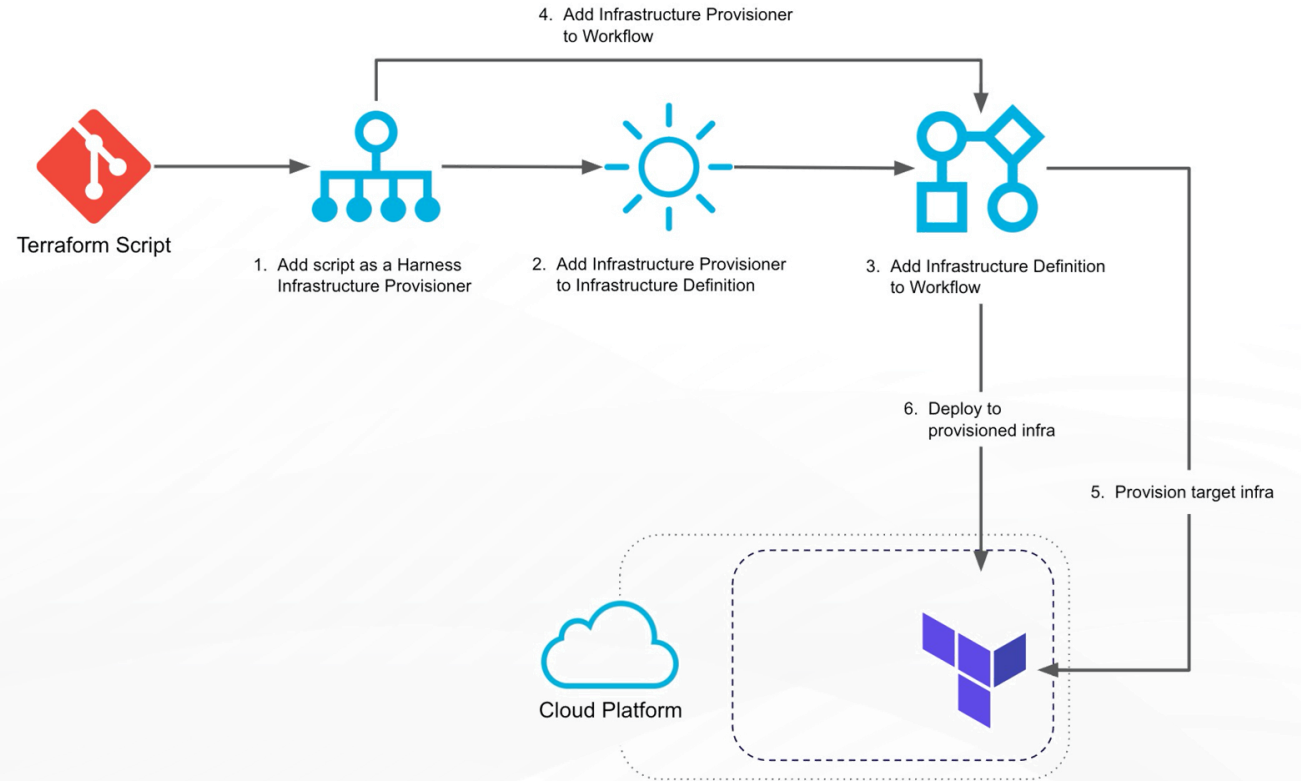 4. Add Infrastructure Provisioner
to Workflow
Terraform Script
1. Add script as a Harness
Infrastructure Provisioner
2. Add Infrastructure Provisioner
to Infrastructure Definition
3. Add Infrastructure Definition
to Workflow
6. Deploy to
provisioned infra
5. Provision target infra
Cloud Platform